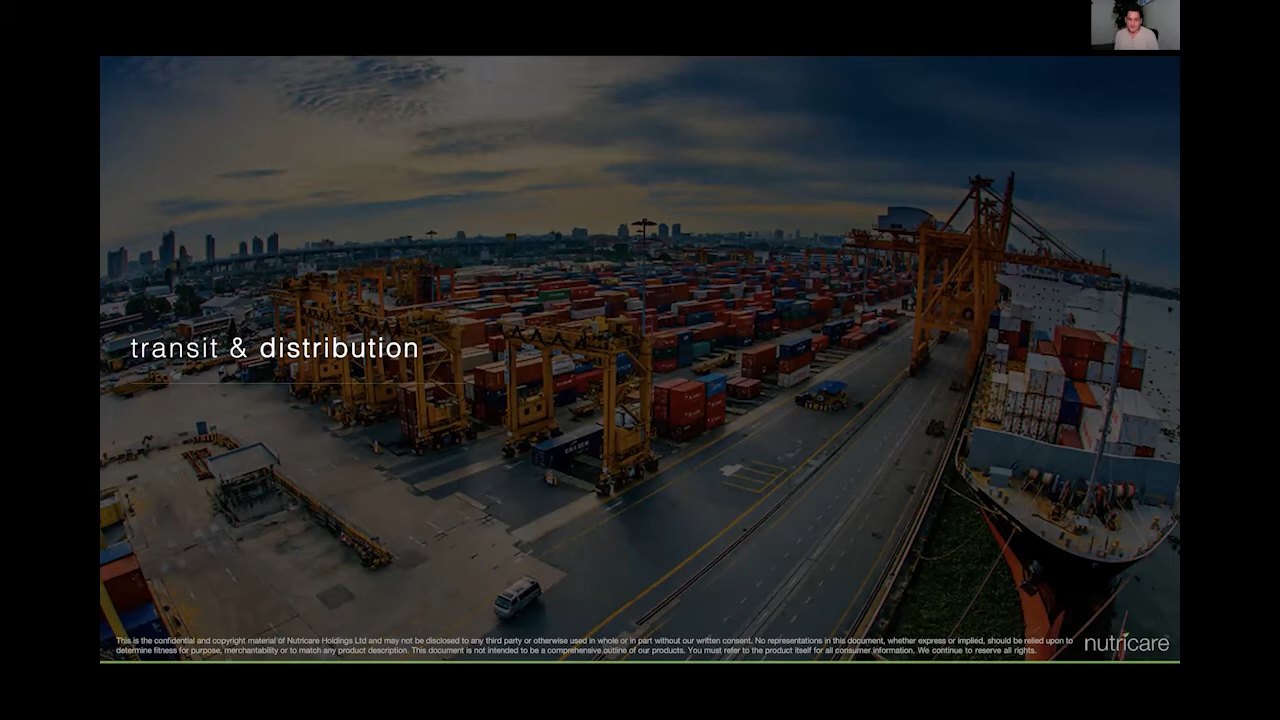 transit & distribution
This is the confidential and copyright material of Nutricare Holdings Ltd and may not be disclosed to any third party or otherwise used in whole or in part without our written consent. No representations in this document, whether express or implied, should be relied upon to
determine fitness for purpose, merchantability or to match any product description. This document is not intended to be a comprehensive outline of our products. You must refer to the product itself for all consumer information. We continue to reserve all rights.
nutricare